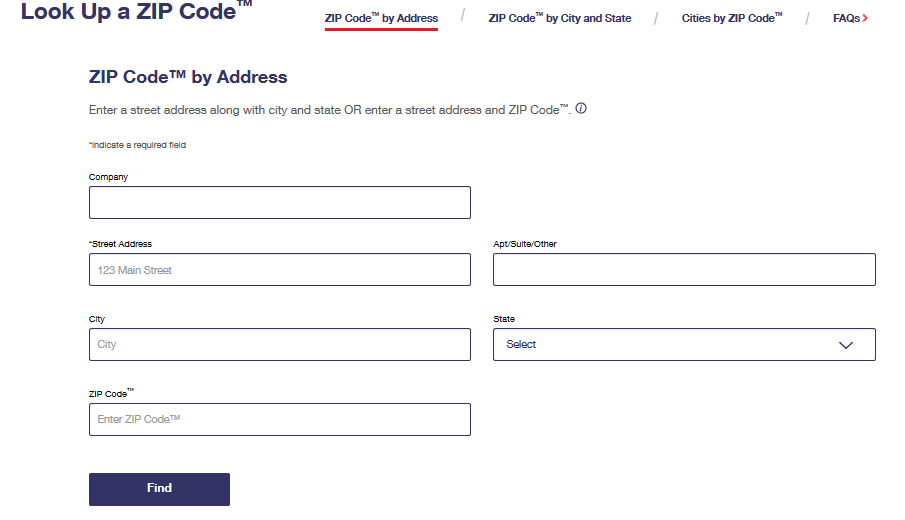 Look Up a ZIP Code™
ZIP Code™ by Address / ZIP Code™ by City and State / Cities by ZIP Code™ / FAQs
ZIP Code™ by Address
Enter a street address along with city and state OR enter a street address and ZIP Code™. i
*indicate a required field
Company
*Street Address Apt/Suite/Other
123 Main Street
City State
City Select
ZIP Code™
Enter ZIP Code™
Find